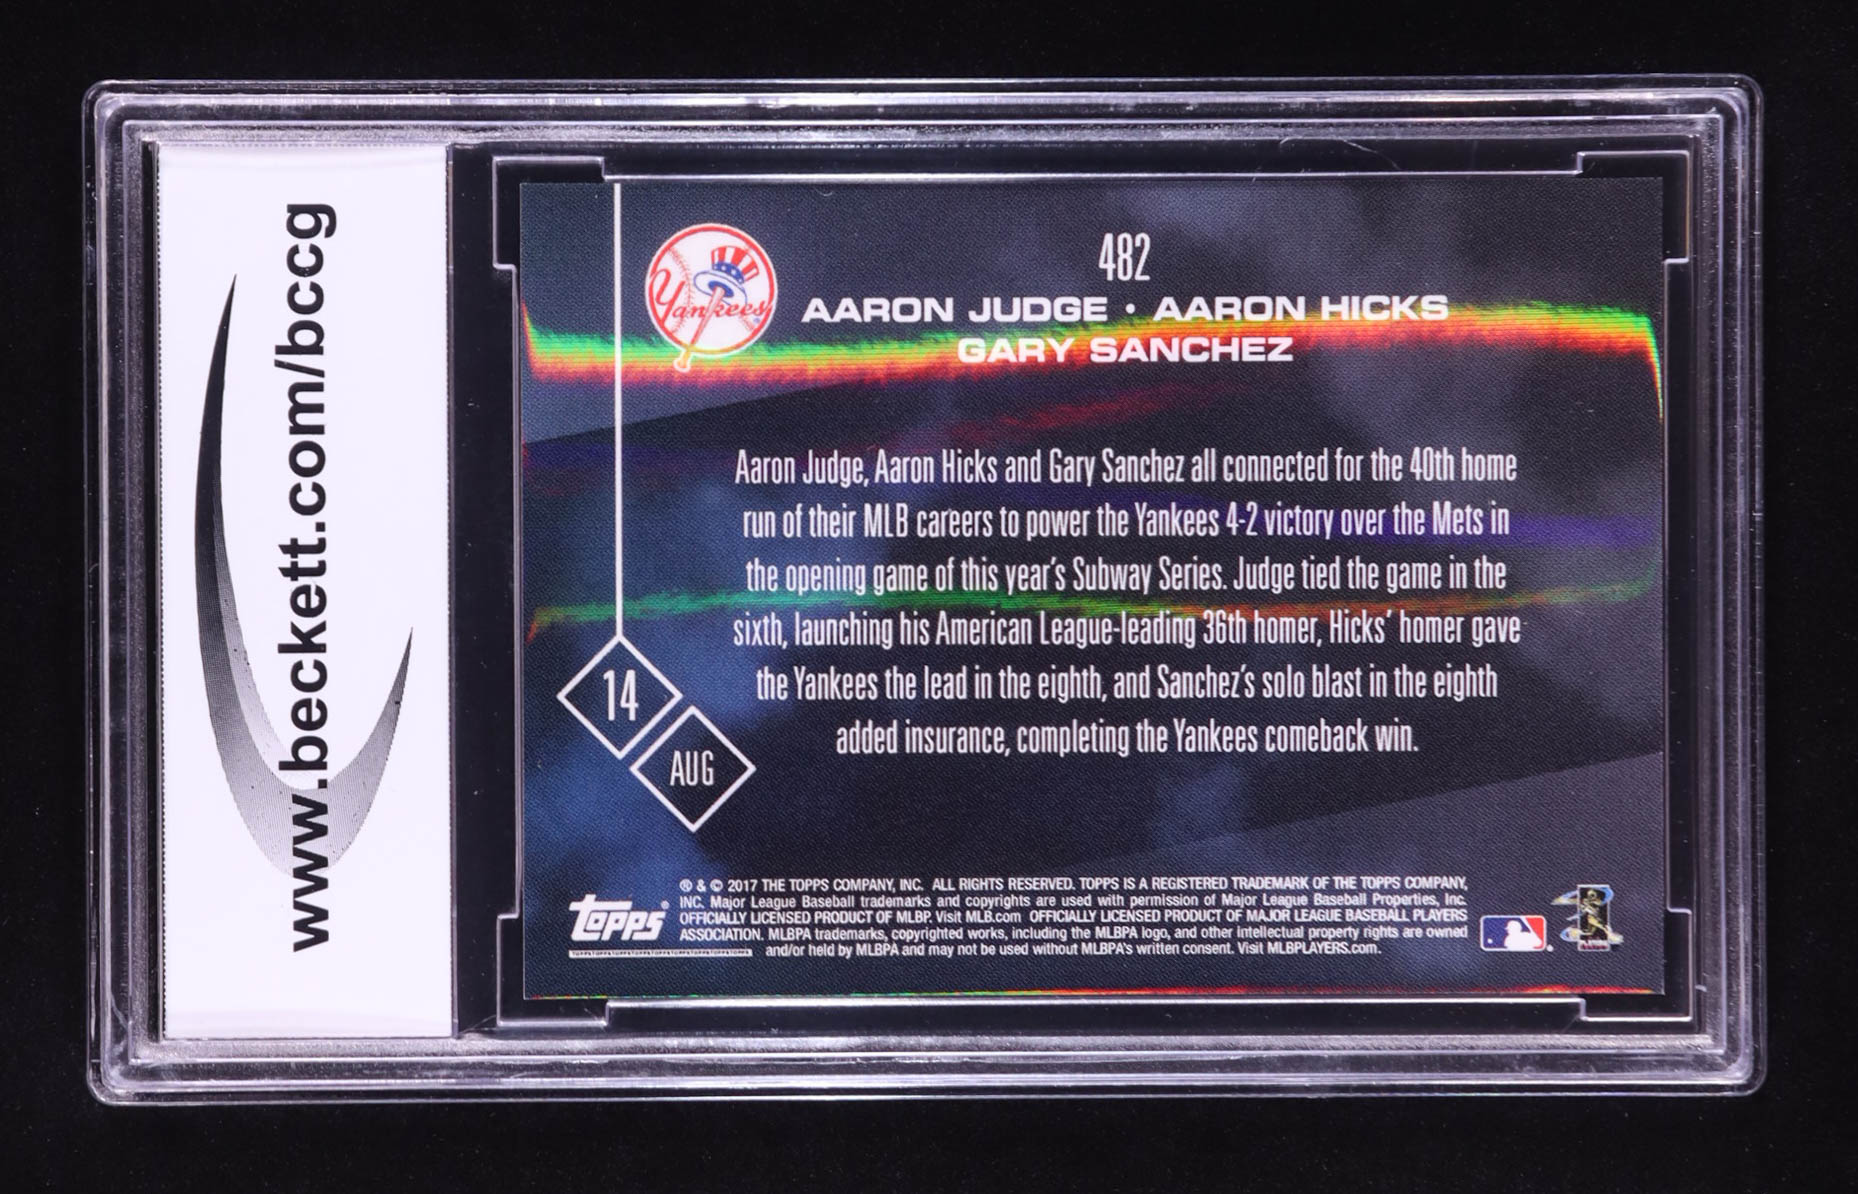 www.beckett.com/bccg
Yankees
482
AARON JUDGE • AARON HICKS
GARY SANCHEZ
Aaron Judge, Aaron Hicks and Gary Sanchez all connected for the 40th home
run of their MLB careers to power the Yankees 4-2 victory over the Mets in
the opening game of this year's Subway Series. Judge tied the game in the
sixth, launching his American League-leading 36th homer, Hicks' homer gave
the Yankees the lead in the eighth, and Sanchez's solo blast in the eighth
added insurance, completing the Yankees comeback win.
14
AUG
topps®
® & © 2017 THE TOPPS COMPANY, INC. ALL RIGHTS RESERVED. TOPPS IS A REGISTERED TRADEMARK OF THE TOPPS COMPANY,
INC. Major League Baseball trademarks and copyrights are used with permission of Major League Baseball Properties, Inc.
OFFICIALLY LICENSED PRODUCT OF MLBP. Visit MLB.com OFFICIALLY LICENSED PRODUCT OF MAJOR LEAGUE BASEBALL PLAYERS
ASSOCIATION. MLBPA trademarks, copyrighted works, including the MLBPA logo, and other intellectual property rights are owned
and/or held by MLBPA and may not be used without MLBPA's written consent. Visit MLBPLAYERS.com.